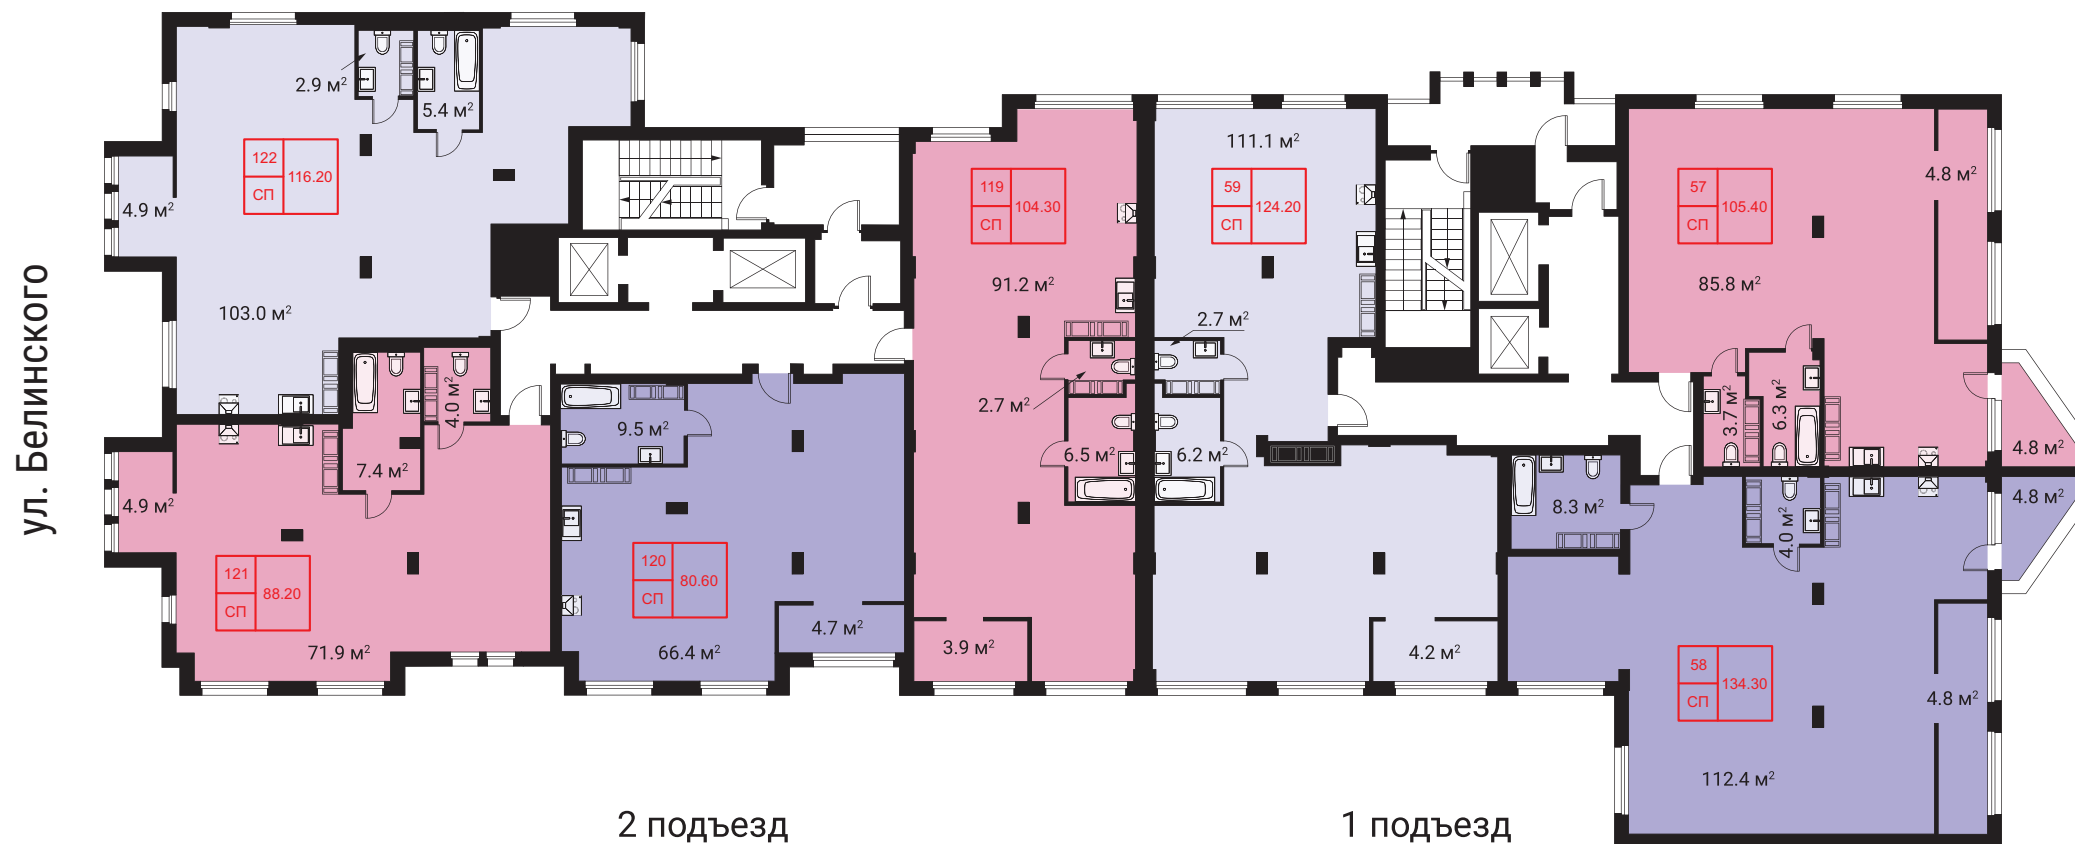 2.9 м²
5.4 м²
122
СП
116.20
4.9 м²
103.0 м²
7.4 м²
4.0 м²
4.9 м²
121
СП
88.20
71.9 м²
9.5 м²
120
СП
80.60
66.4 м²
4.7 м²
119
СП
104.30
91.2 м²
2.7 м²
6.5 м²
3.9 м²
111.1 м²
59
СП
124.20
2.7 м²
6.2 м²
4.2 м²
57
СП
105.40
4.8 м²
85.8 м²
3.7 м²
6.3 м²
4.8 м²
4.8 м²
8.3 м²
4.0 м²
58
СП
134.30
4.8 м²
112.4 м²
ул. Белинского
2 подъезд
1 подъезд